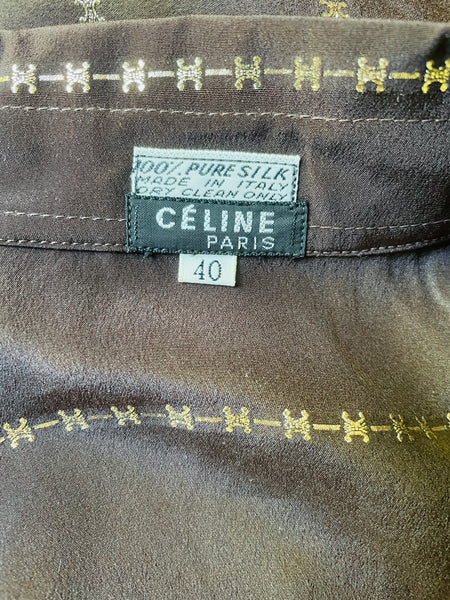 100% PURE SILK
MADE IN ITALY
DRY CLEAN ONLY
CÉLINE
PARIS
40